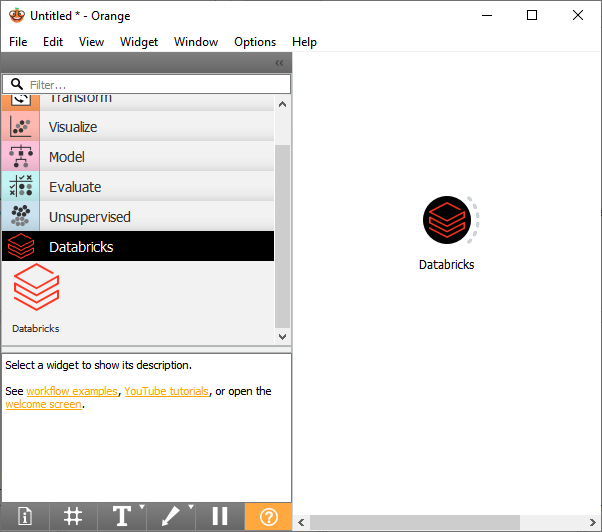 Untitled * - Orange
File Edit View Widget Window Options Help
Filter...
Transform
Visualize
Model
Evaluate
Unsupervised
Databricks
Databricks
Select a widget to show its description.
See workflow examples, YouTube tutorials, or open the
welcome screen.
Databricks